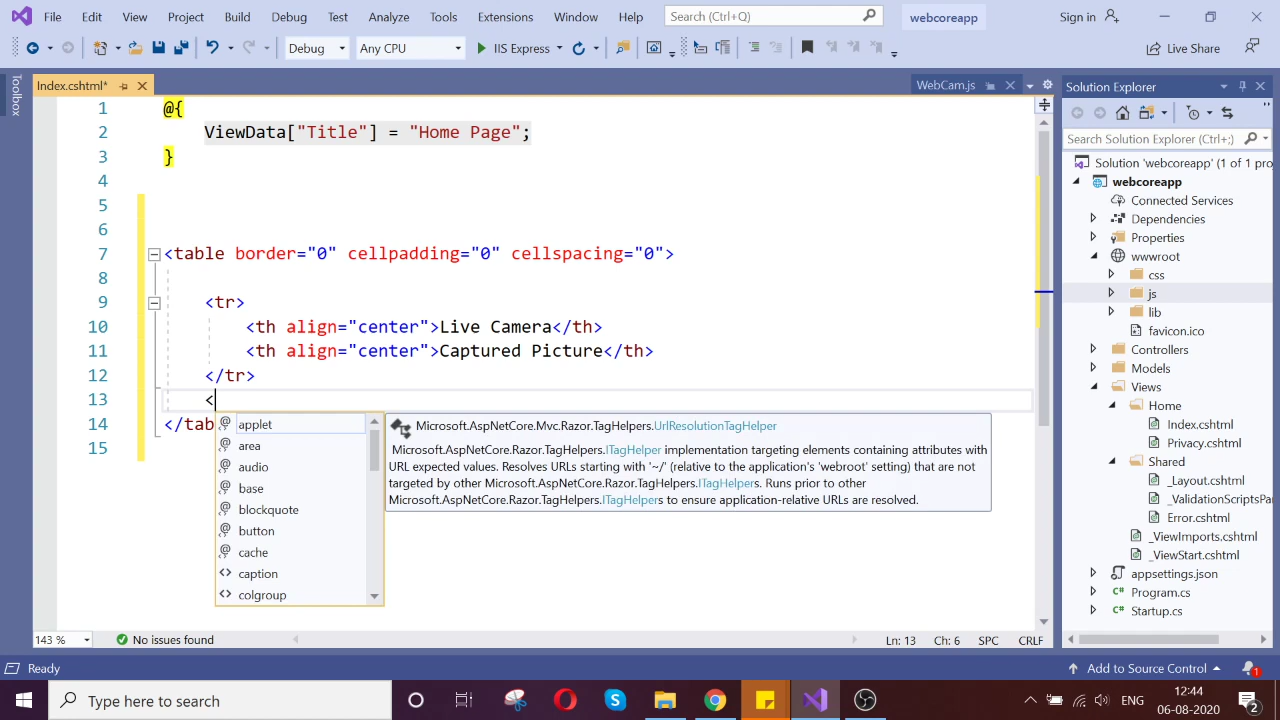 File Edit View Project Build Debug Test Analyze Tools Extensions Window Help Search (Ctrl+Q) webcoreapp Sign in
Debug Any CPU IIS Express Live Share
Toolbox
Index.cshtml* WebCam.js
1 @{
2 ViewData["Title"] = "Home Page";
3 }
4
5
6
7 <table border="0" cellpadding="0" cellspacing="0">
8
9 <tr>
10 <th align="center">Live Camera</th>
11 <th align="center">Captured Picture</th>
12 </tr>
13 <
14 </tab
15
applet
area
audio
base
blockquote
button
cache
caption
colgroup
Microsoft.AspNetCore.Mvc.Razor.TagHelpers.UrlResolutionTagHelper
Microsoft.AspNetCore.Razor.TagHelpers.ITagHelper implementation targeting elements containing attributes with
URL expected values. Resolves URLs starting with '~/' (relative to the application's 'webroot' setting) that are not
targeted by other Microsoft.AspNetCore.Razor.TagHelpers.ITagHelpers. Runs prior to other
Microsoft.AspNetCore.Razor.TagHelpers.ITagHelpers to ensure application-relative URLs are resolved.
Solution Explorer
Search Solution Explorer (Ctrl+;)
Solution 'webcoreapp' (1 of 1 pro
webcoreapp
Connected Services
Dependencies
Properties
wwwroot
css
js
lib
favicon.ico
Controllers
Models
Views
Home
Index.cshtml
Privacy.cshtml
Shared
_Layout.cshtml
_ValidationScriptsPa
Error.cshtml
_ViewImports.cshtml
_ViewStart.cshtml
appsettings.json
C# Program.cs
C# Startup.cs
143 % No issues found Ln: 13 Ch: 6 SPC CRLF
Ready Add to Source Control 1
Type here to search ENG 12:44
06-08-2020 2